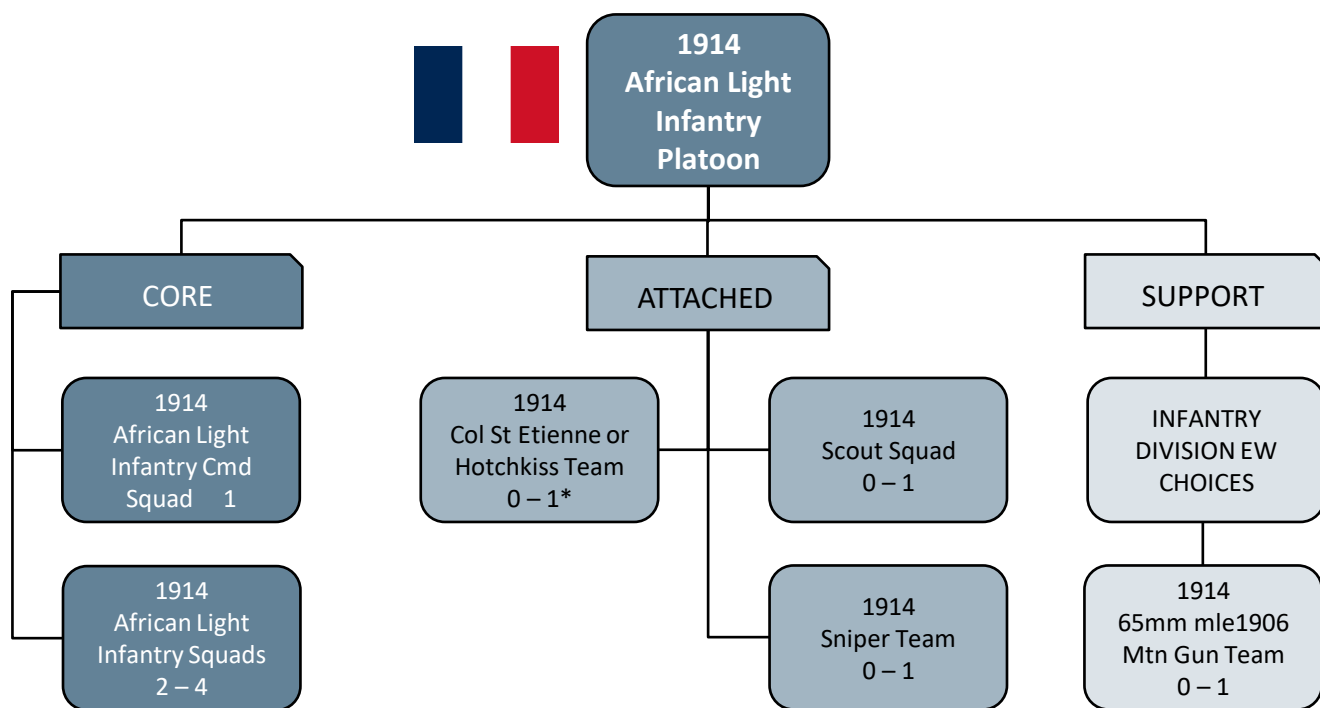 1914
African Light
Infantry
Platoon
CORE
ATTACHED
SUPPORT
1914
African Light
Infantry Cmd
Squad 1
1914
Col St Etienne or
Hotchkiss Team
0 – 1*
1914
Scout Squad
0 – 1
INFANTRY
DIVISION EW
CHOICES
1914
African Light
Infantry Squads
2 – 4
1914
Sniper Team
0 – 1
1914
65mm mle1906
Mtn Gun Team
0 – 1